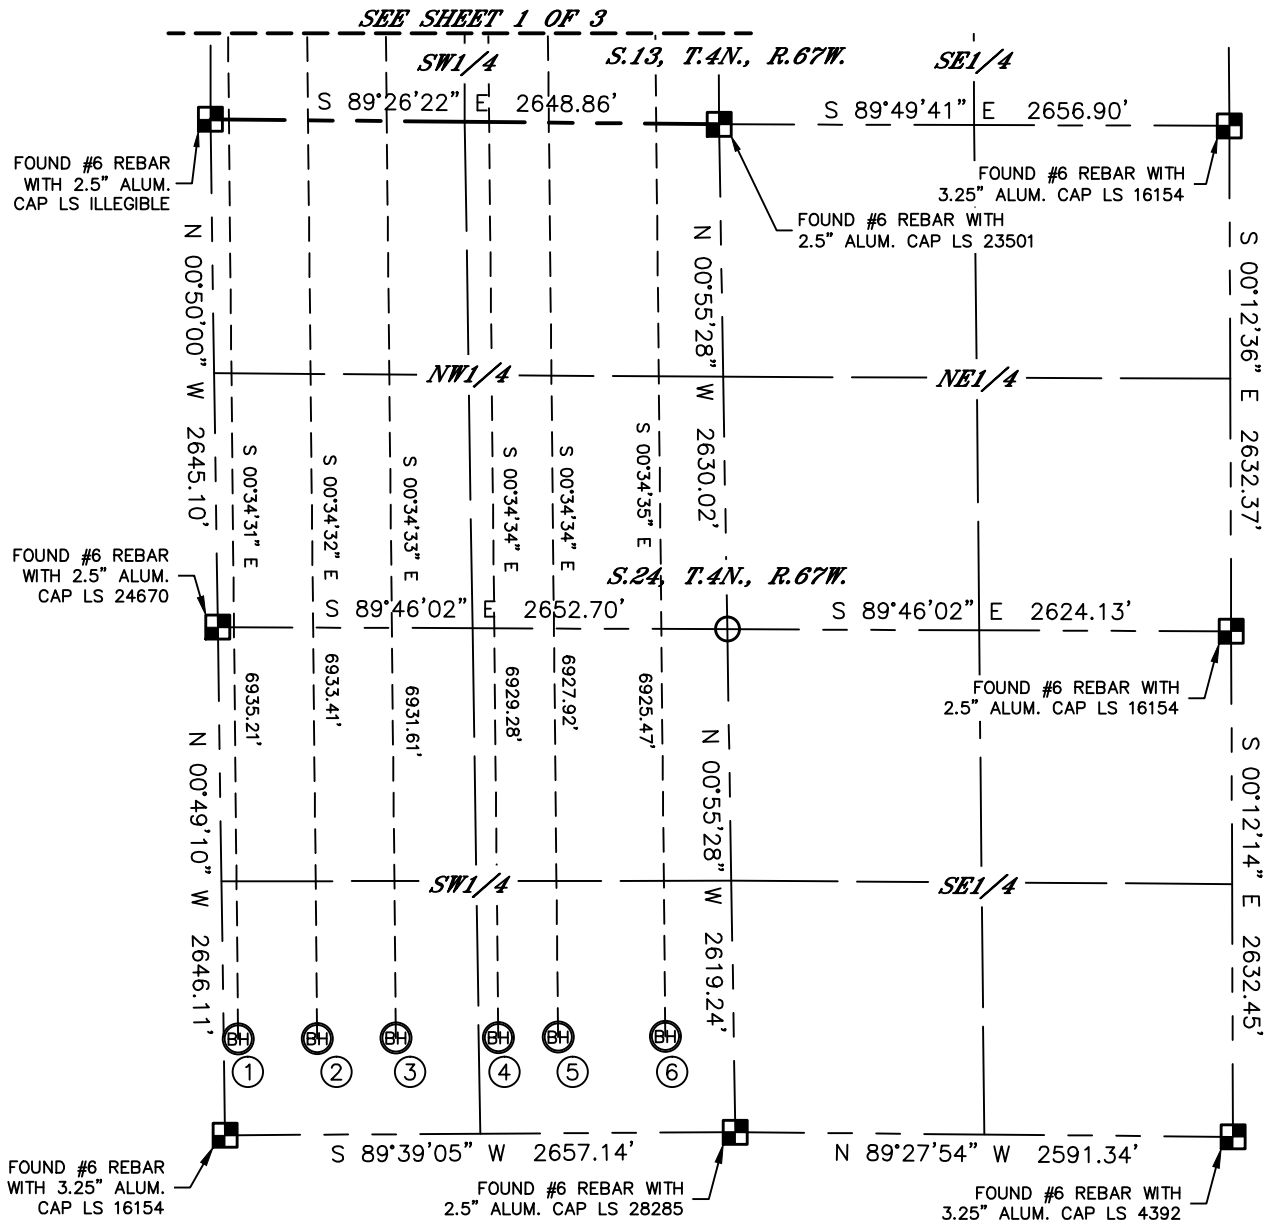 SEE SHEET 1 OF 3
SW1/4
S.13, T.4N., R.67W.
SE1/4
S 89°26'22" E 2648.86'
S 89°49'41" E 2656.90'
FOUND #6 REBAR
WITH 2.5" ALUM.
CAP LS ILLEGIBLE
FOUND #6 REBAR WITH
3.25" ALUM. CAP LS 16154
FOUND #6 REBAR WITH
2.5" ALUM. CAP LS 23501
N 00°50'00" W 2645.10'
N 00°55'28" W 2630.02'
S 00°12'36" E 2632.37'
NW1/4
NE1/4
S 00°34'31" E
S 00°34'32" E
S 00°34'33" E
S 00°34'34" E
S 00°34'34" E
S 00°34'35" E
FOUND #6 REBAR
WITH 2.5" ALUM.
CAP LS 24670
S.24, T.4N., R.67W.
S 89°46'02" E 2652.70'
S 89°46'02" E 2624.13'
6935.21'
6933.41'
6931.61'
6929.28'
6927.92'
6925.47'
FOUND #6 REBAR WITH
2.5" ALUM. CAP LS 16154
N 00°49'10" W 2646.11'
N 00°55'28" W 2619.24'
S 00°12'14" E 2632.45'
SW1/4
SE1/4
BH BH BH BH BH BH
1 2 3 4 5 6
S 89°39'05" W 2657.14'
N 89°27'54" W 2591.34'
FOUND #6 REBAR
WITH 3.25" ALUM.
CAP LS 16154
FOUND #6 REBAR WITH
2.5" ALUM. CAP LS 28285
FOUND #6 REBAR WITH
3.25" ALUM. CAP LS 4392